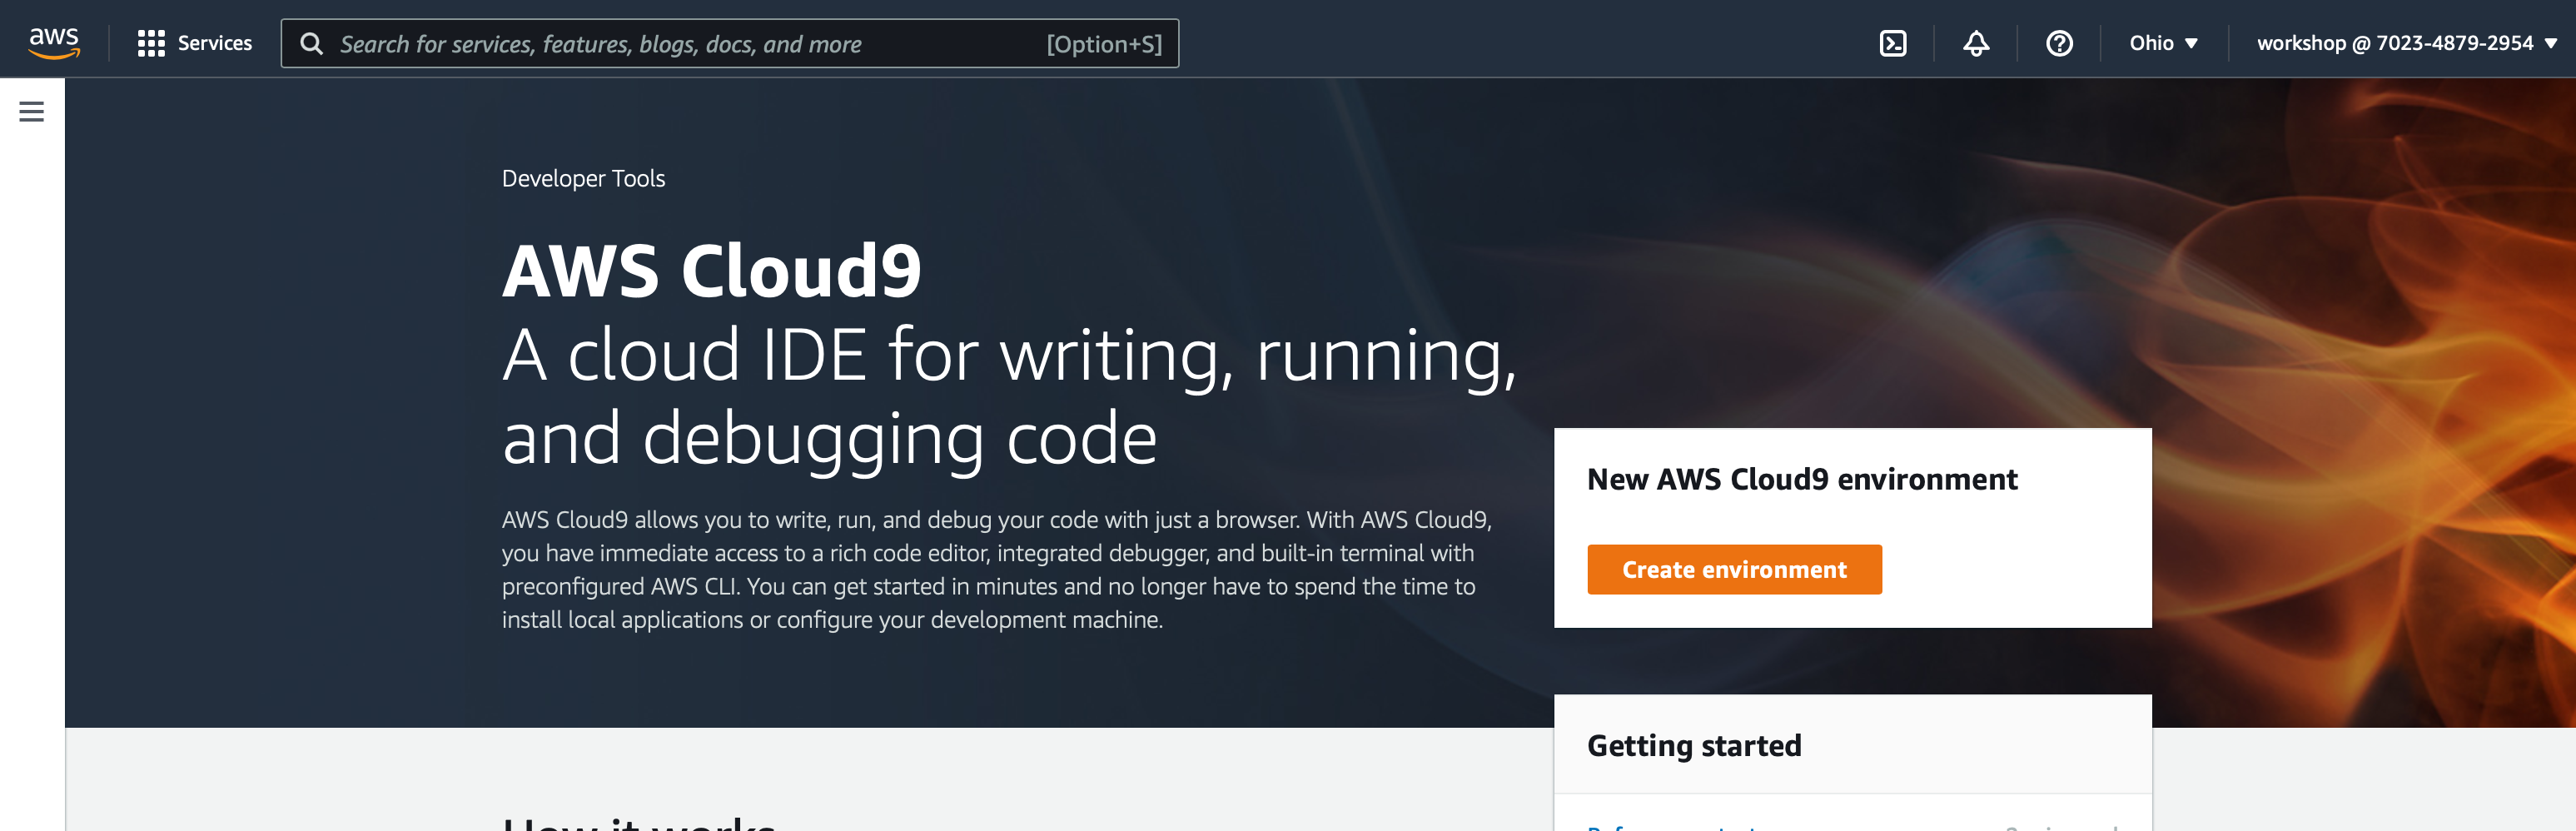 aws
Services
Search for services, features, blogs, docs, and more
[Option+S]
Ohio
workshop @ 7023-4879-2954
Developer Tools
AWS Cloud9
A cloud IDE for writing, running,
and debugging code
AWS Cloud9 allows you to write, run, and debug your code with just a browser. With AWS Cloud9,
you have immediate access to a rich code editor, integrated debugger, and built-in terminal with
preconfigured AWS CLI. You can get started in minutes and no longer have to spend the time to
install local applications or configure your development machine.
New AWS Cloud9 environment
Create environment
Getting started
How it works